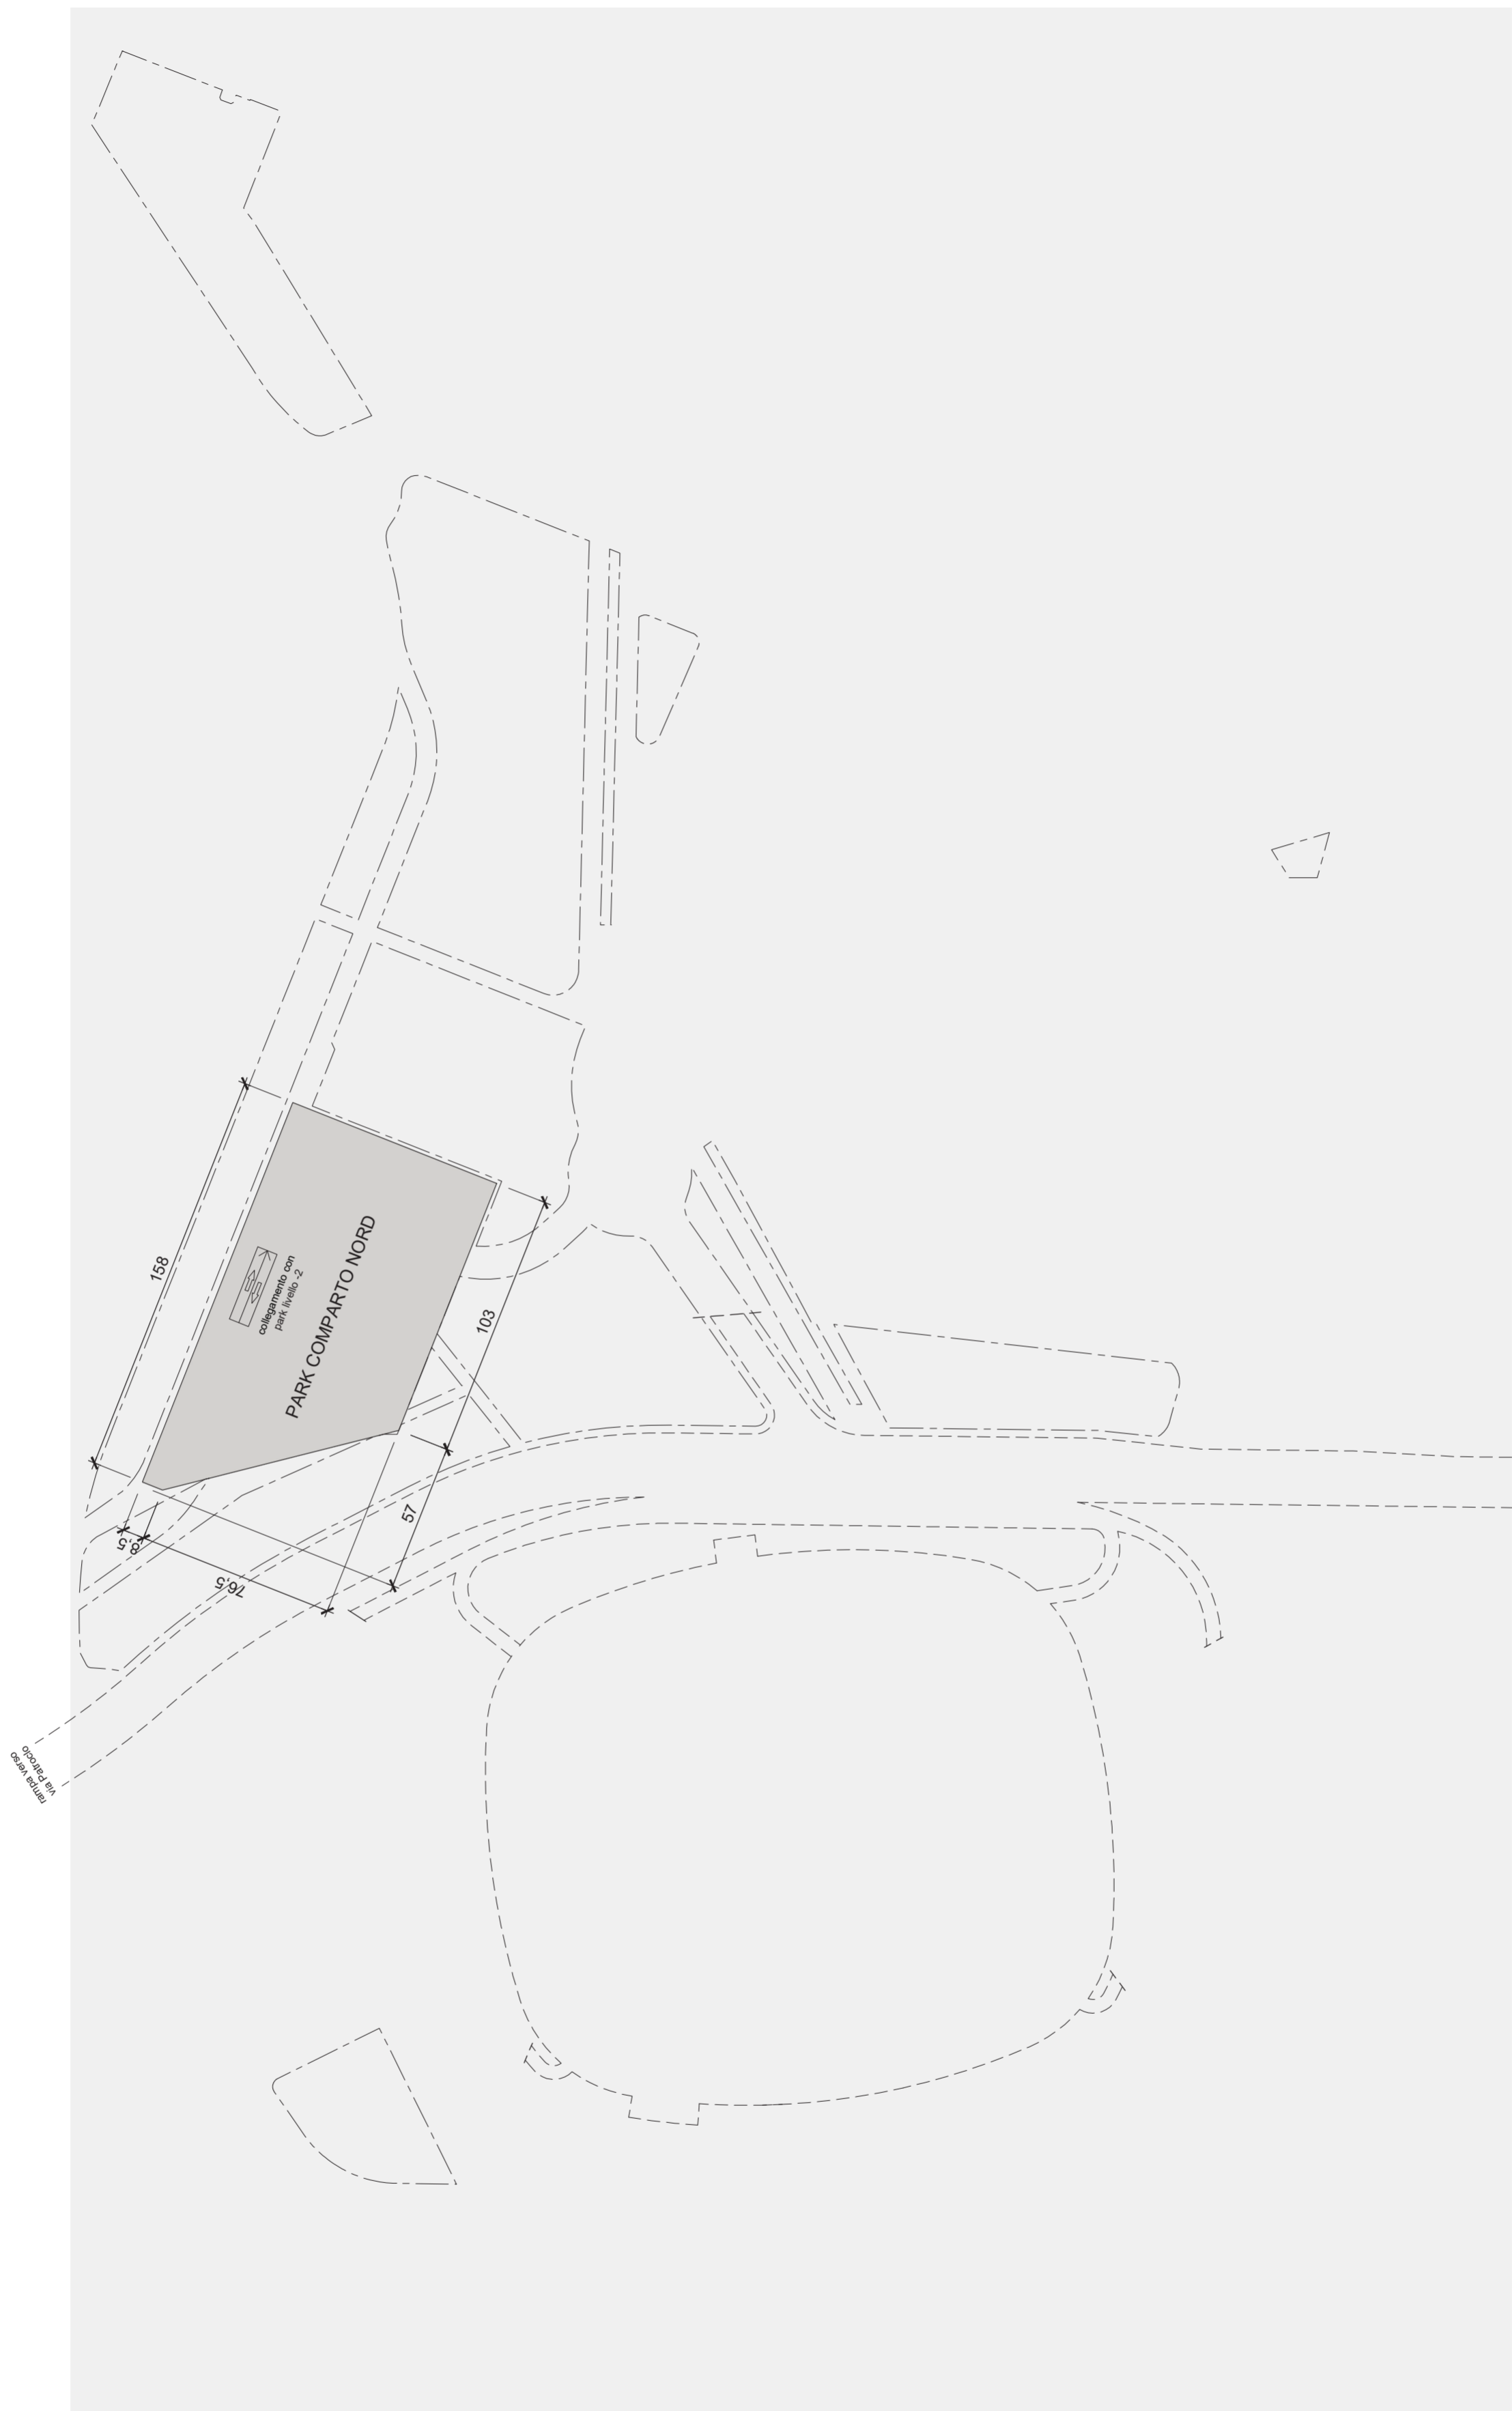 158
collegamento con
park livello -2
PARK COMPARTO NORD
103
57
8,5
76,5
rampa verso
via Patroclo